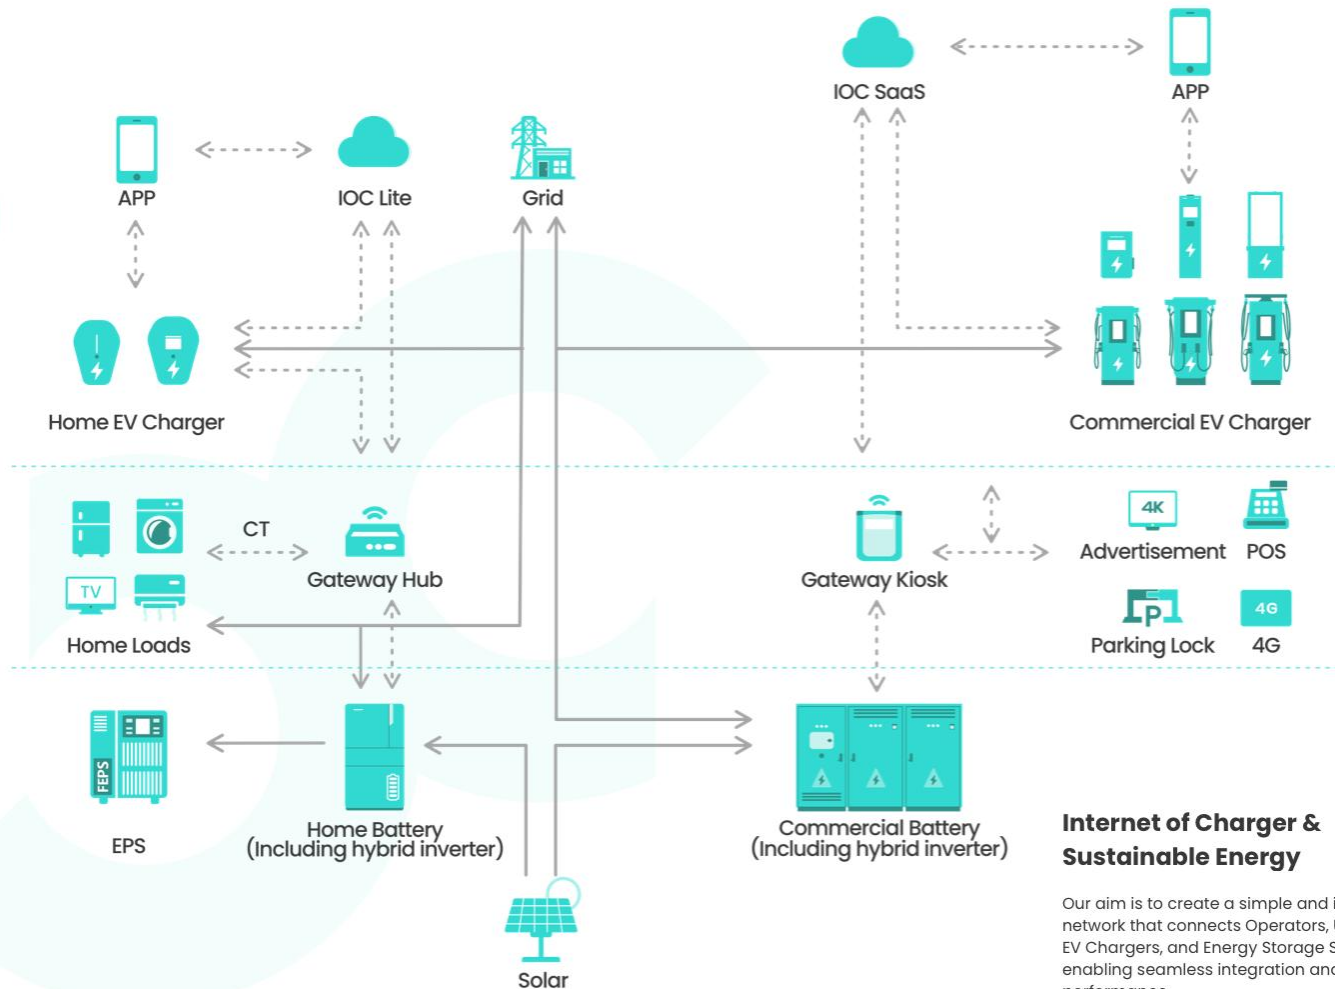 IOC SaaS
APP
APP
IOC Lite
Grid
Home EV Charger
Commercial EV Charger
CT
4K
Advertisement
POS
Gateway Hub
Gateway Kiosk
TV
P
4G
Home Loads
Parking Lock
4G
FEPS
EPS
Home Battery
(Including hybrid inverter)
Commercial Battery
(Including hybrid inverter)
Solar
Internet of Charger &
Sustainable Energy
Our aim is to create a simple and
network that connects Operators,
EV Chargers, and Energy Storage
enabling seamless integration and